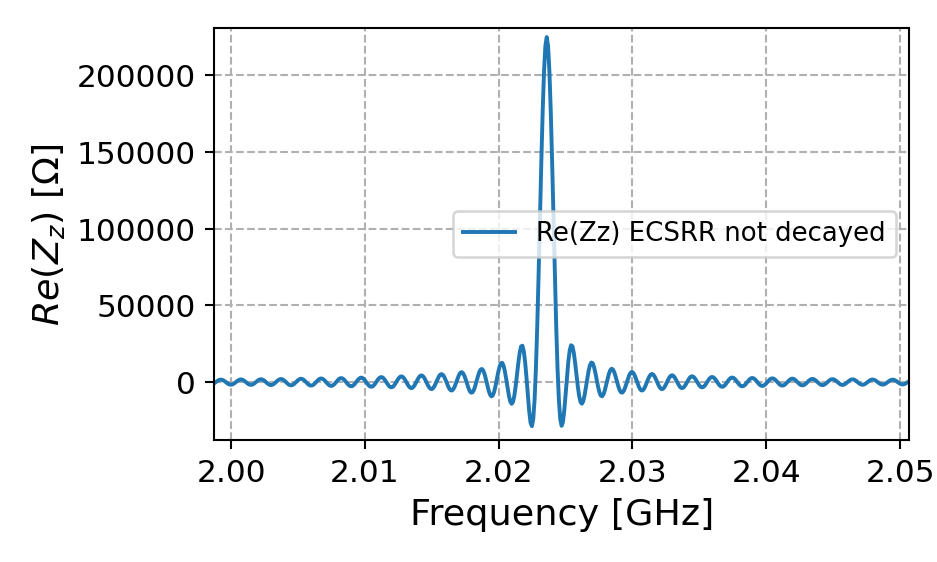 200000
150000
100000
50000
0
Re(Z_z) [Ω]
Re(Zz) ECSRR not decayed
2.00 2.01 2.02 2.03 2.04 2.05
Frequency [GHz]